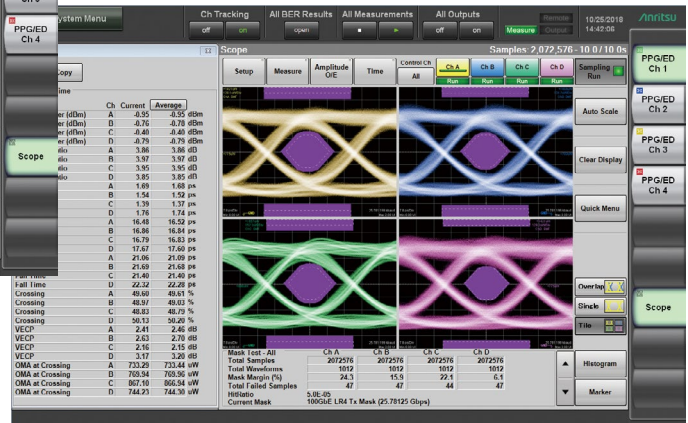 System Menu
Ch Tracking
off on
All BER Results
open
All Measurements
All Outputs
off on
Measure
Remote
Output
10/25/2018
14:42:06
Anritsu
PPG/ED
Ch 4
Scope
Copy
Scope
Samples: 2,072,576 - 10.0 / 10.0s
Setup
Measure
Amplitude
O/E
Time
Control Ch
All
Ch A
Run
Ch B
Run
Ch C
Run
Ch D
Run
Sampling
Run
Ch Current Average
A -0.95 -0.95 dBm
B -0.76 -0.78 dBm
C -0.40 -0.40 dBm
D -0.79 -0.79 dBm
A 3.86 3.86 dB
B 3.97 3.97 dB
C 3.95 3.95 dB
D 3.85 3.85 dB
A 1.69 1.68 ps
B 1.54 1.52 ps
C 1.39 1.37 ps
D 1.76 1.74 ps
A 16.48 16.52 ps
B 16.86 16.84 ps
C 16.79 16.83 ps
D 17.67 17.60 ps
A 21.06 21.09 ps
B 21.69 21.68 ps
Fall Time C 21.40 21.40 ps
Fall Time D 22.32 22.28 ps
Crossing A 49.60 49.61 %
Crossing B 48.97 49.03 %
Crossing C 48.83 48.79 %
Crossing D 50.13 50.20 %
VECP A 2.41 2.46 dB
VECP B 2.63 2.70 dB
VECP C 2.16 2.15 dB
VECP D 3.17 3.20 dB
OMA at Crossing A 733.29 733.44 uW
OMA at Crossing B 769.94 769.96 uW
OMA at Crossing C 867.10 866.94 uW
OMA at Crossing D 744.23 744.30 uW
Mask Test - All Ch A Ch B Ch C Ch D
Total Samples 2072576 2072576 2072576 2072576
Total Waveforms 1012 1012 1012 1012
Mask Margin (%) 24.3 15.9 22.1 6.1
Total Failed Samples 47 47 44 47
HitRatio 5.0E-05
Current Mask 100GbE LR4 Tx Mask (25.78125 Gbps)
Auto Scale
Clear Display
Quick Menu
Overlap
Single
Tile
Histogram
Marker
PPG/ED
Ch 1
PPG/ED
Ch 2
PPG/ED
Ch 3
PPG/ED
Ch 4
Scope